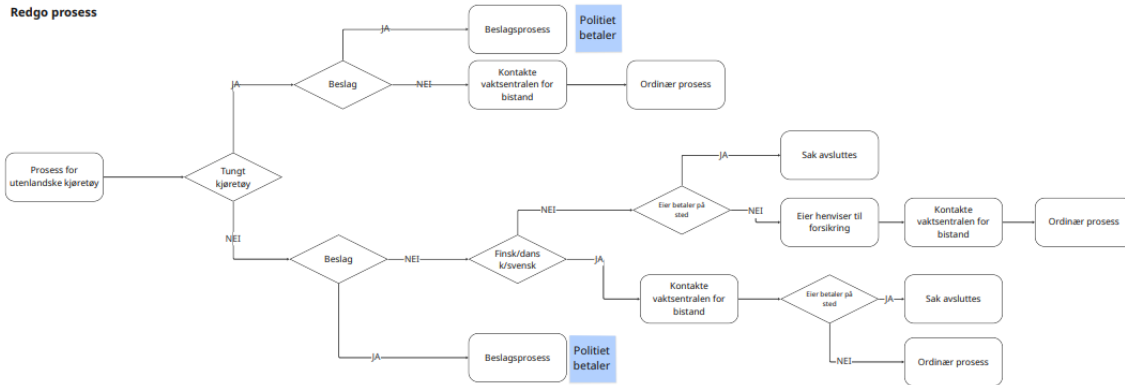 Redgo prosess
JA
Beslagsprosess
Politiet
betaler
JA
Beslag
NEI
Kontakte
vaktsentralen for
bistand
Ordinær prosess
Prosess for
utenlandske kjøretøy
Tungt
kjøretøy
NEI
Beslag
NEI
Finsk/dans
k/svensk
NEI
Eier betaler på
sted
JA
Sak avsluttes
NEI
Eier henviser til
forsikring
Kontakte
vaktsentralen for
bistand
Ordinær prosess
JA
Kontakte
vaktsentralen for
bistand
Eier betaler på
sted
JA
Sak avsluttes
NEI
Ordinær prosess
JA
Beslagsprosess
Politiet
betaler